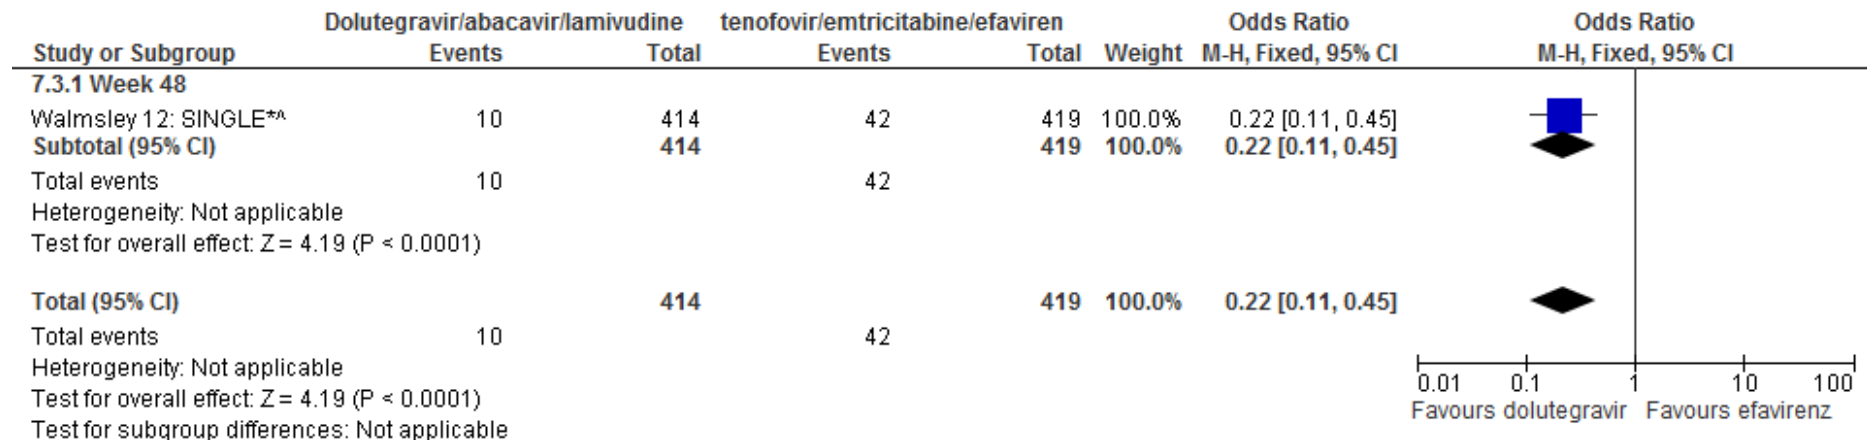 Dolutegravir/abacavir/lamivudine tenofovir/emtricitabine/efaviren Odds Ratio Odds Ratio
Study or Subgroup Events Total Events Total Weight M-H, Fixed, 95% CI M-H, Fixed, 95% CI
7.3.1 Week 48
Walmsley 12: SINGLE*^ 10 414 42 419 100.0% 0.22 [0.11, 0.45]
Subtotal (95% CI) 414 419 100.0% 0.22 [0.11, 0.45]
Total events 10 42
Heterogeneity: Not applicable
Test for overall effect: Z = 4.19 (P < 0.0001)
Total (95% CI) 414 419 100.0% 0.22 [0.11, 0.45]
Total events 10 42
Heterogeneity: Not applicable
0.01 0.1 1 10 100
Test for overall effect: Z = 4.19 (P < 0.0001)
Favours dolutegravir Favours efavirenz
Test for subgroup differences: Not applicable